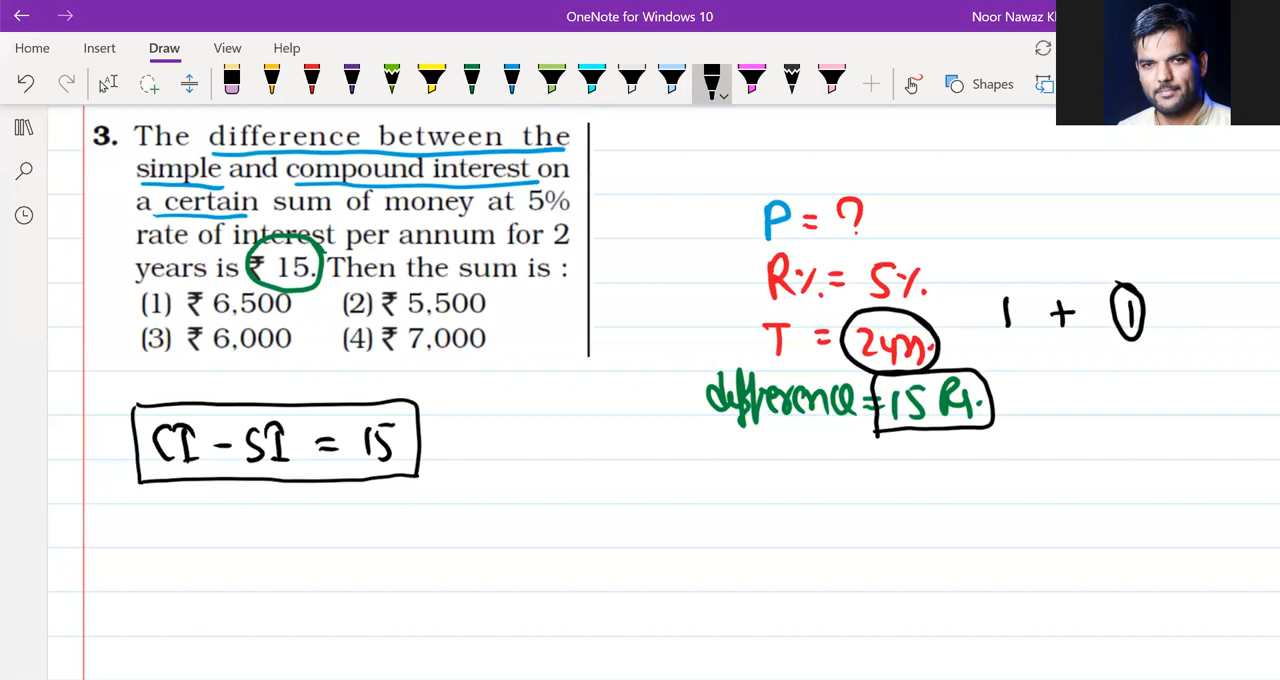 OneNote for Windows 10
Noor Nawaz Kl
Home Insert Draw View Help
Shapes
3. The difference between the
simple and compound interest on
a certain sum of money at 5%
rate of interest per annum for 2
years is ₹ 15. Then the sum is :
(1) ₹ 6,500 (2) ₹ 5,500
(3) ₹ 6,000 (4) ₹ 7,000
P = ?
R% = 5%
T = 2
1 + 1
difference = 15
CI - SI = 15